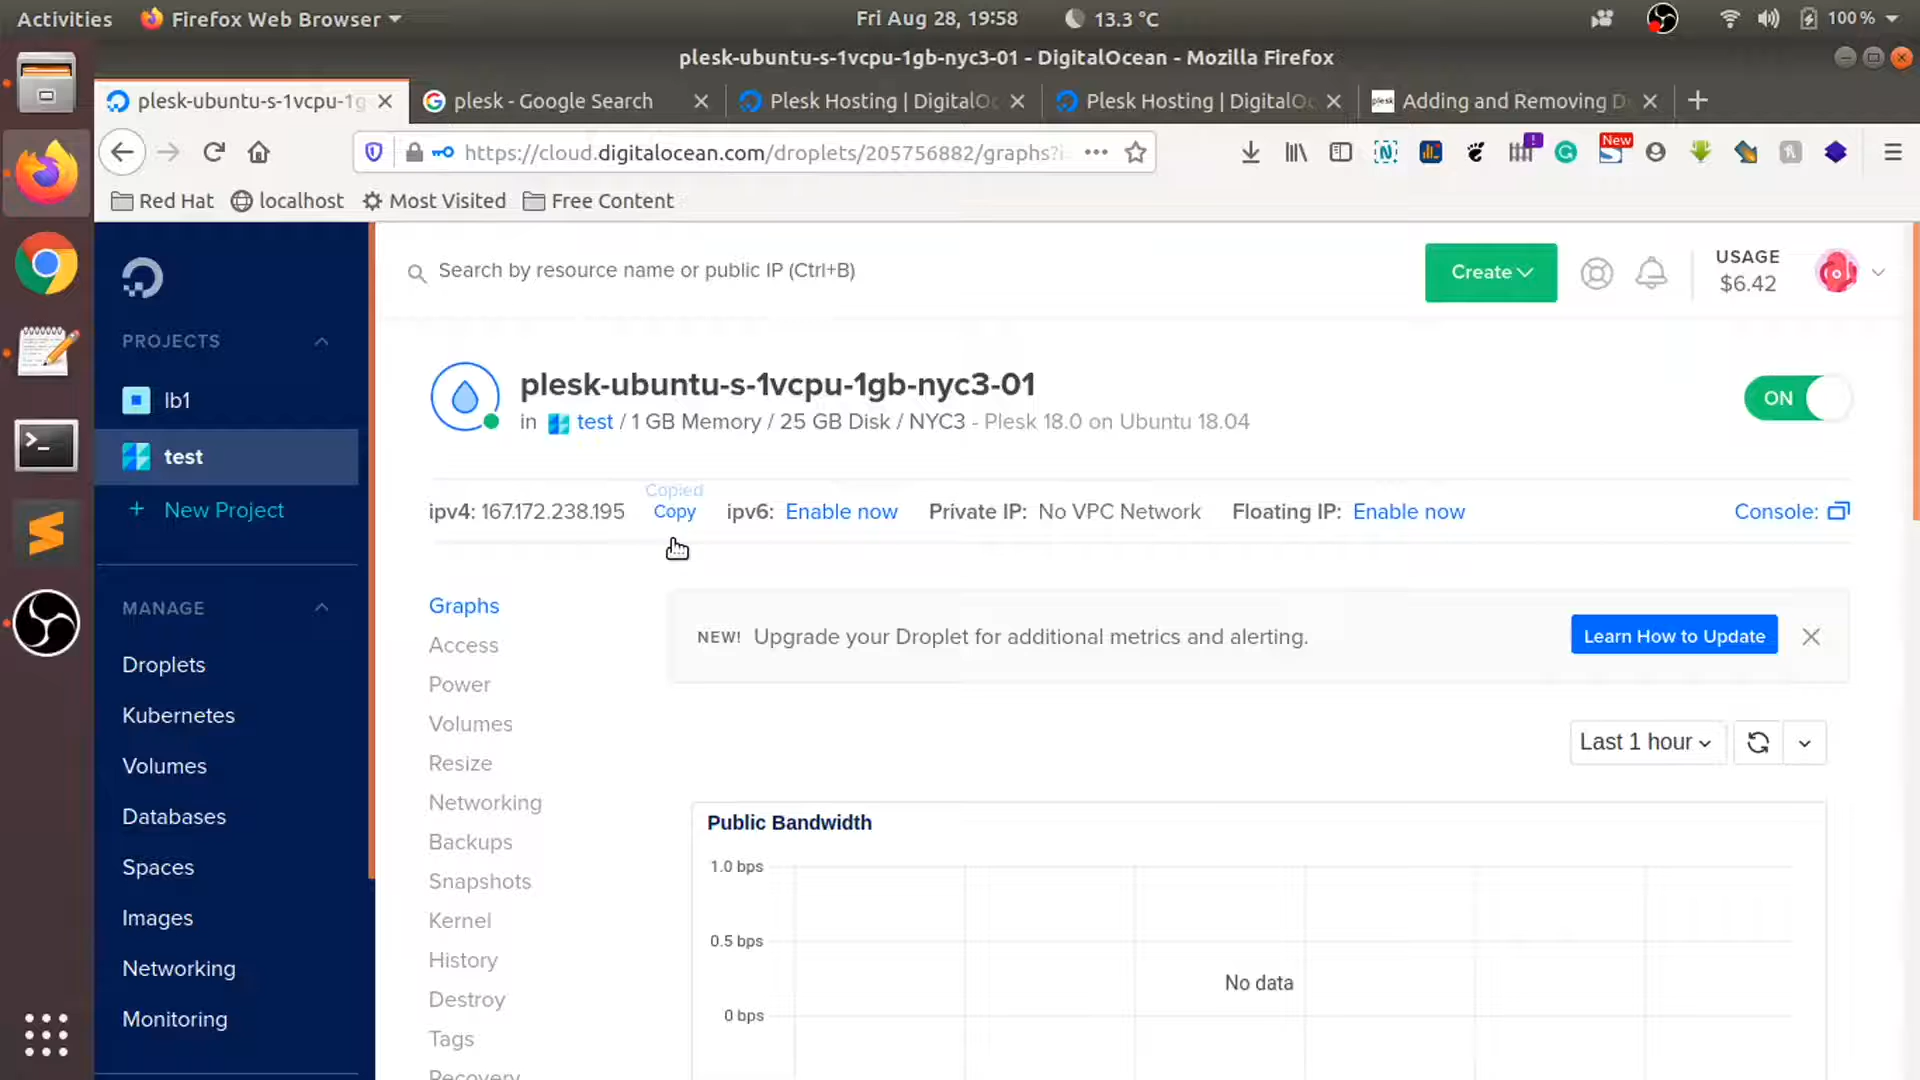 Activities Firefox Web Browser Fri Aug 28, 19:58 13.3 °C 100 %
plesk-ubuntu-s-1vcpu-1gb-nyc3-01 - DigitalOcean - Mozilla Firefox
plesk-ubuntu-s-1vcpu-1g plesk - Google Search Plesk Hosting | DigitalOc Plesk Hosting | DigitalOc plesk Adding and Removing D
https://cloud.digitalocean.com/droplets/205756882/graphs?i New
Red Hat localhost Most Visited Free Content
Search by resource name or public IP (Ctrl+B) Create USAGE
$6.42
PROJECTS
lb1
test
+ New Project
MANAGE
Droplets
Kubernetes
Volumes
Databases
Spaces
Images
Networking
Monitoring
plesk-ubuntu-s-1vcpu-1gb-nyc3-01
in test / 1 GB Memory / 25 GB Disk / NYC3 - Plesk 18.0 on Ubuntu 18.04
ON
Copied
ipv4: 167.172.238.195 Copy ipv6: Enable now Private IP: No VPC Network Floating IP: Enable now Console:
Graphs
Access
Power
Volumes
Resize
Networking
Backups
Snapshots
Kernel
History
Destroy
Tags
Recovery
NEW! Upgrade your Droplet for additional metrics and alerting. Learn How to Update
Last 1 hour
Public Bandwidth
1.0 bps
0.5 bps
No data
0 bps